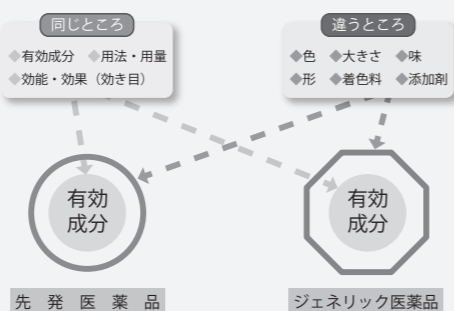 同じところ
◆有効成分 ◆用法・用量
◆効能・効果（効き目）
違うところ
◆色 ◆大きさ ◆味
◆形 ◆着色料 ◆添加剤
有効
成分
有効
成分
先発医薬品
ジェネリック医薬品